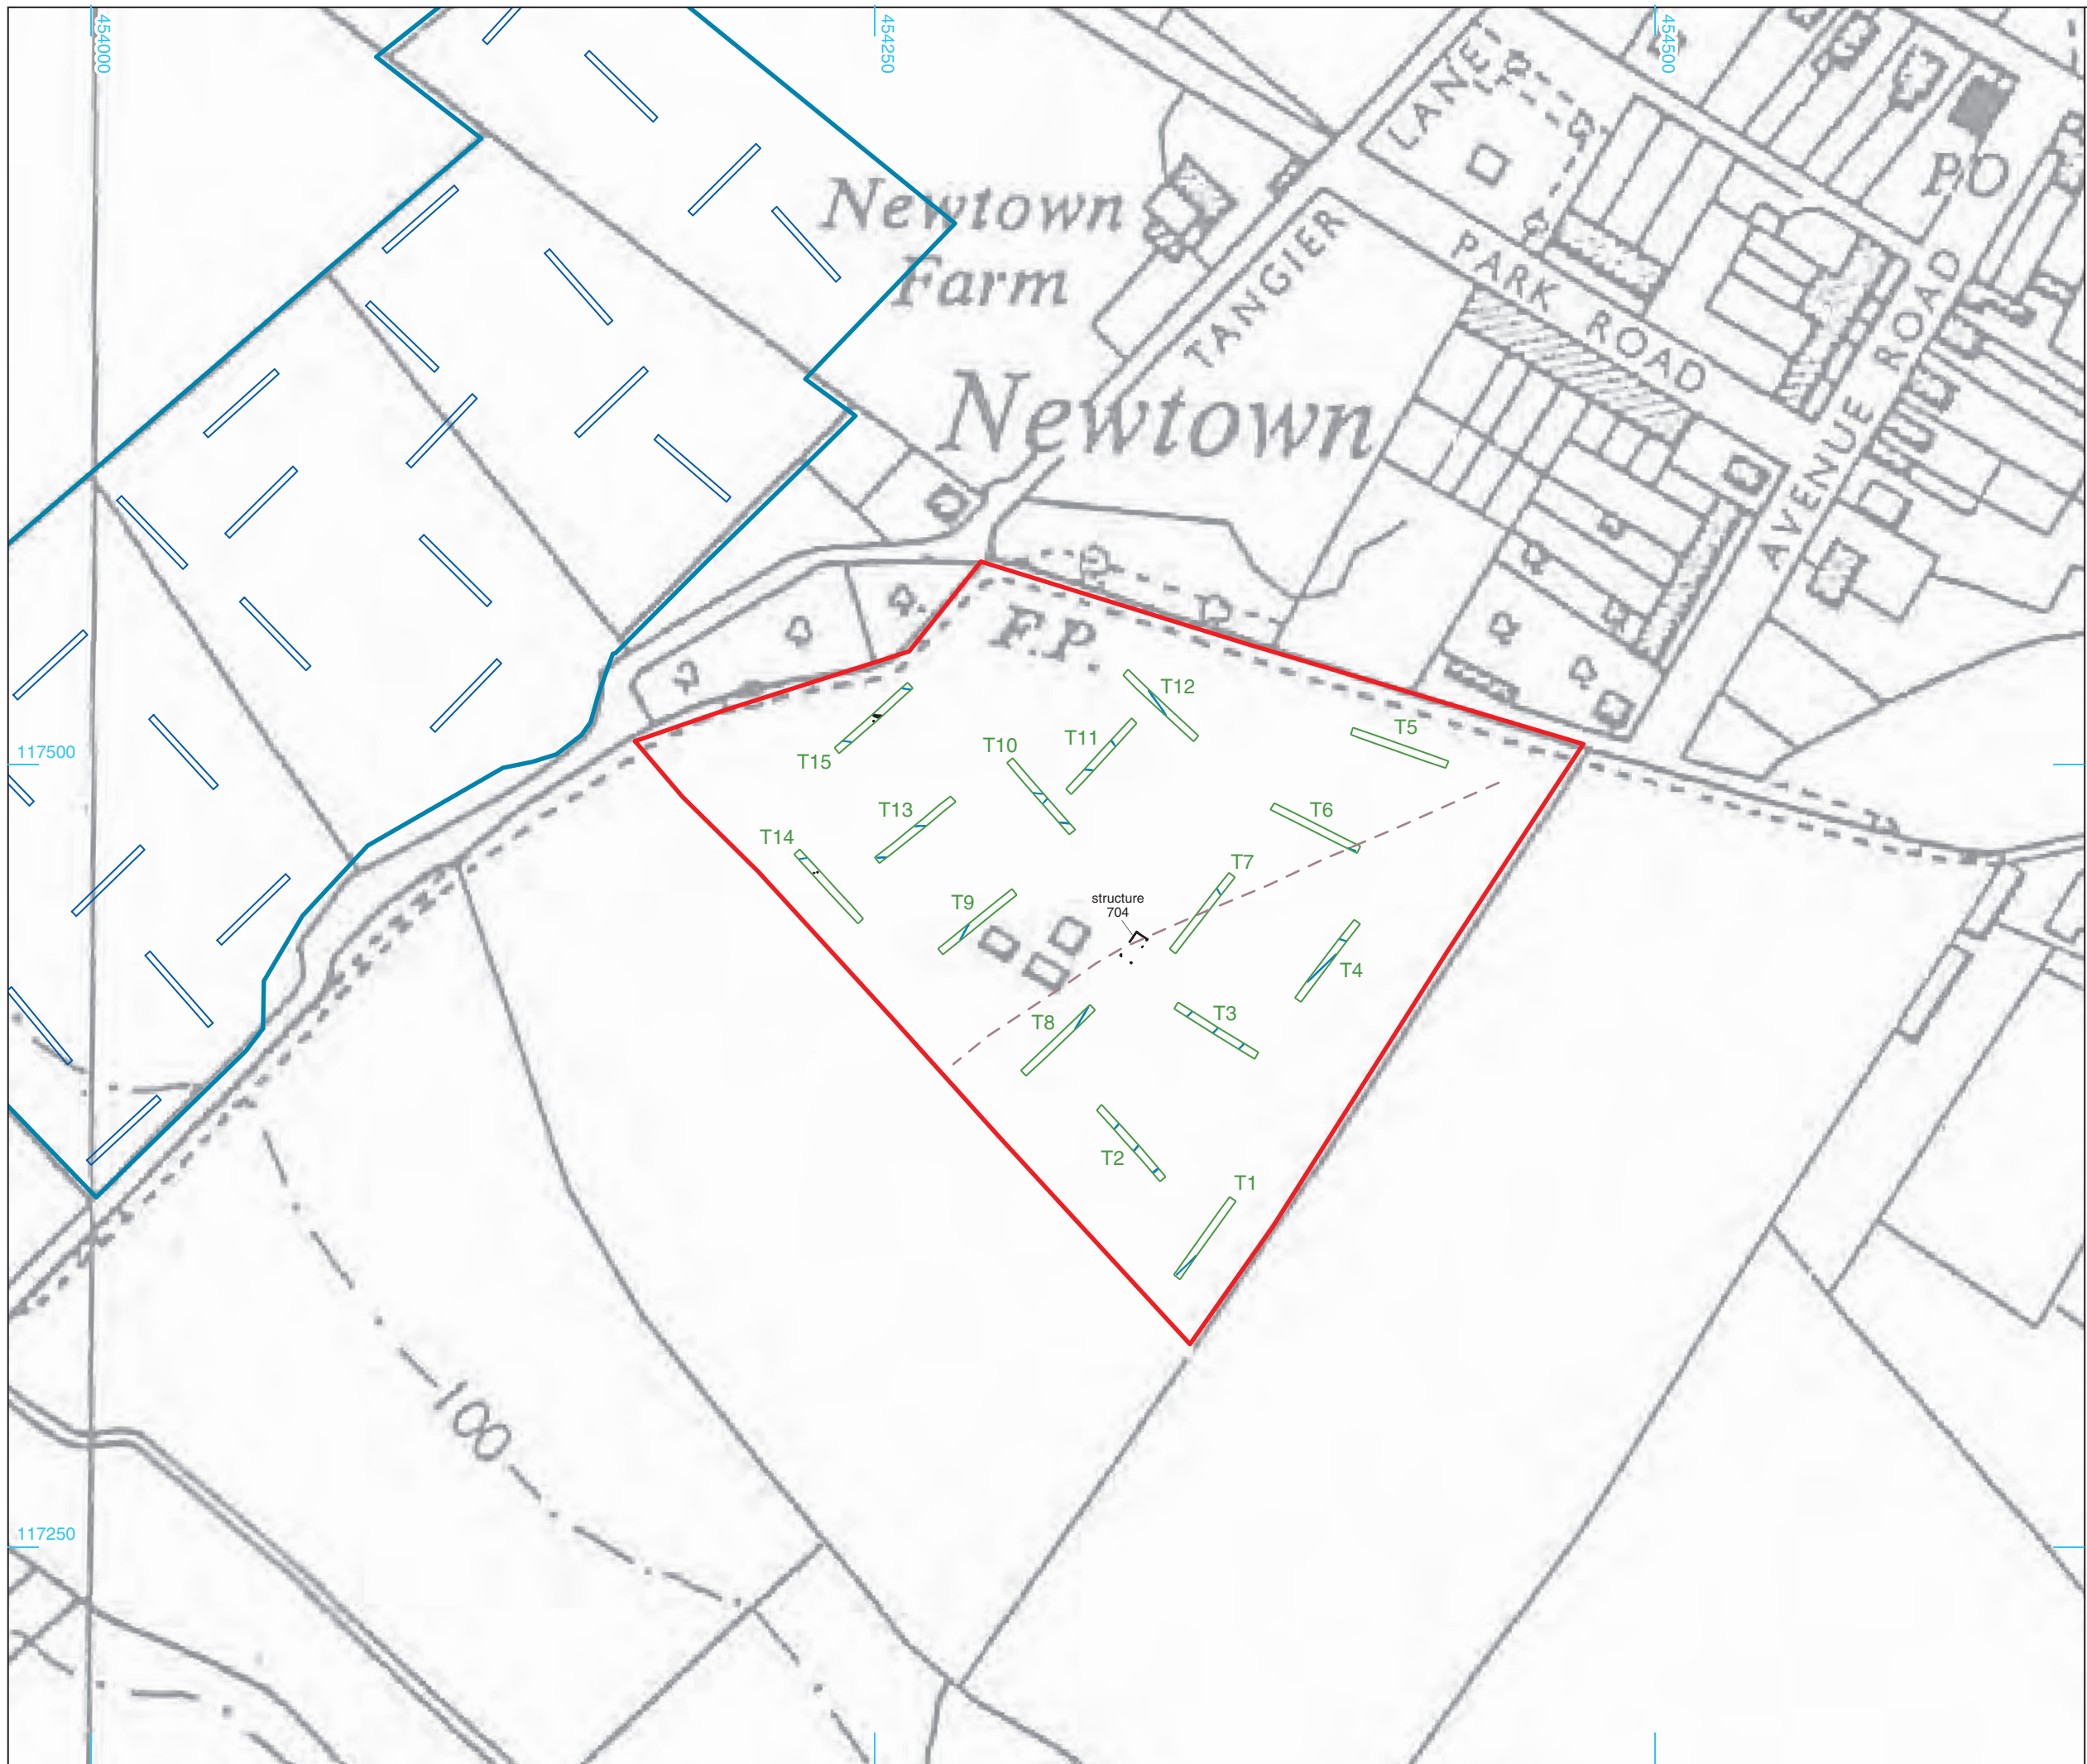 454000
454250
454500
LANE
PO
Newtown
Farm
TANGIER
PARK ROAD
AVENUE ROAD
Newtown
F.P.
T12
T5
T11
T10
T15
117500
T13
T6
T14
T7
T9
structure
704
T4
T3
T8
T2
T1
100
117250